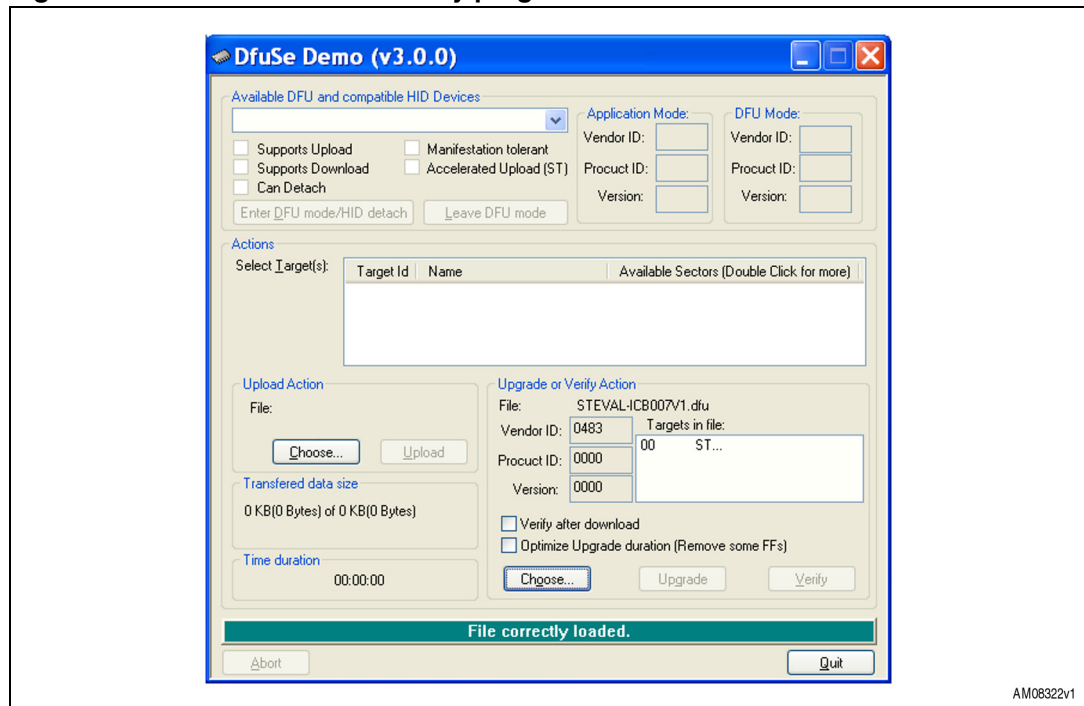 DfuSe Demo (v3.0.0)
Available DFU and compatible HID Devices
Supports Upload
Manifestation tolerant
Supports Download
Accelerated Upload (ST)
Can Detach
Enter DFU mode/HID detach
Leave DFU mode
Application Mode:
Vendor ID:
Procuct ID:
Version:
DFU Mode:
Vendor ID:
Procuct ID:
Version:
Actions
Select Target(s):
Target Id Name Available Sectors (Double Click for more)
Upload Action
File:
Choose... Upload
Transfered data size
0 KB(0 Bytes) of 0 KB(0 Bytes)
Time duration
00:00:00
Upgrade or Verify Action
File: STEVAL-ICB007V1.dfu
Vendor ID: 0483
Procuct ID: 0000
Version: 0000
Targets in file:
00 ST...
Verify after download
Optimize Upgrade duration (Remove some FFs)
Choose... Upgrade Verify
File correctly loaded.
Abort Quit
AM08322v1